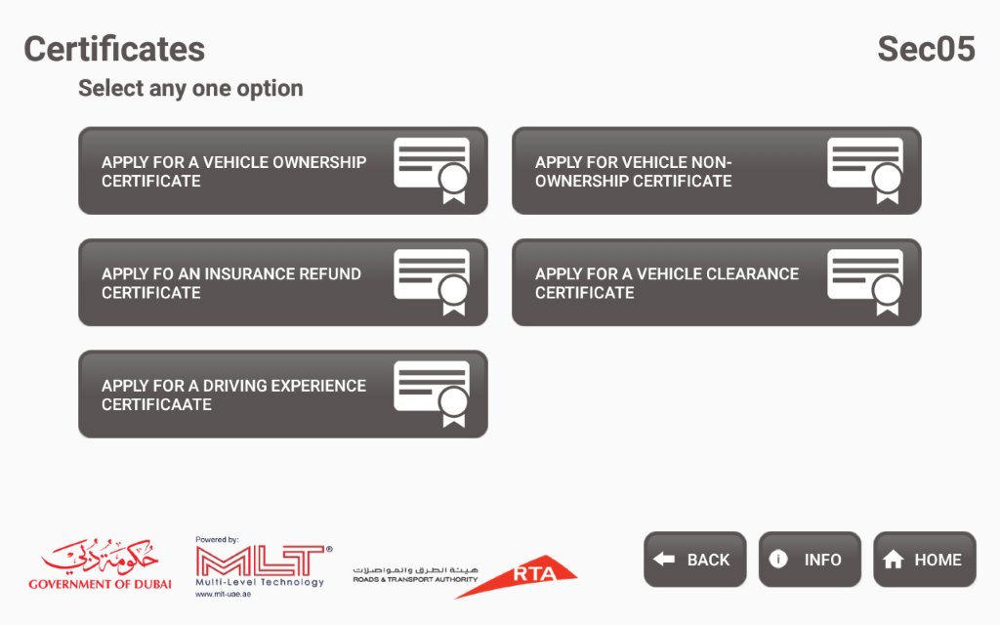 Certificates
Sec05
Select any one option
APPLY FOR A VEHICLE OWNERSHIP
CERTIFICATE
APPLY FOR VEHICLE NON-
OWNERSHIP CERTIFICATE
APPLY FO AN INSURANCE REFUND
CERTIFICATE
APPLY FOR A VEHICLE CLEARANCE
CERTIFICATE
APPLY FOR A DRIVING EXPERIENCE
CERTIFICAATE
حكومة دبي
GOVERNMENT OF DUBAI
Powered by:
MLT®
Multi-Level Technology
www.mlt-uae.ae
هيئة الطرق والمواصلات
ROADS & TRANSPORT AUTHORITY
RTA
BACK
i
INFO
HOME